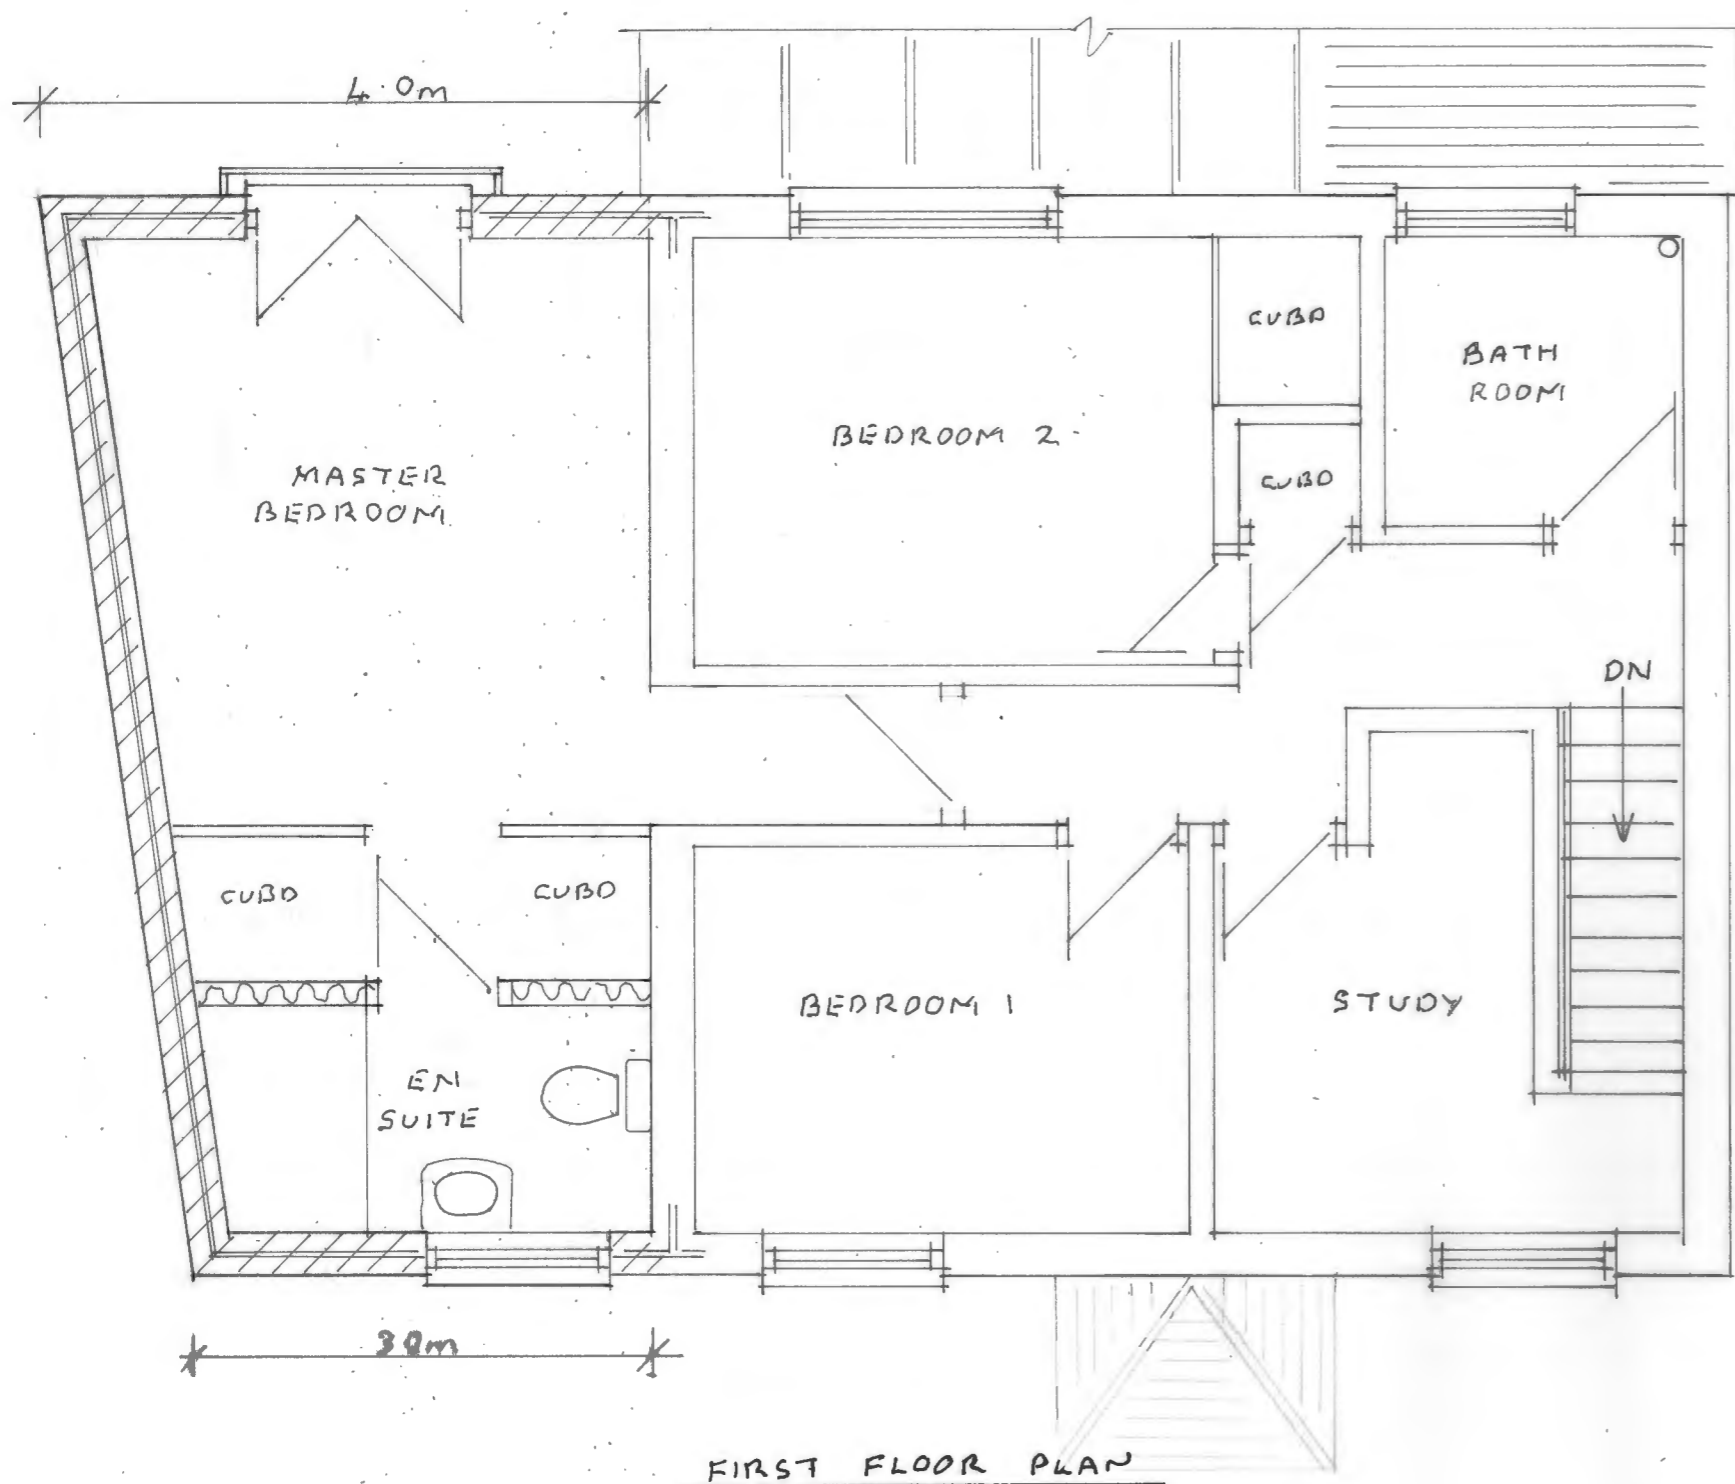 4.0m
CUBD
BATH
ROOM
BEDROOM 2
MASTER
BEDROOM
CUBD
DN
CUBD
CUBD
BEDROOM 1
STUDY
EN
SUITE
FIRST FLOOR PLAN